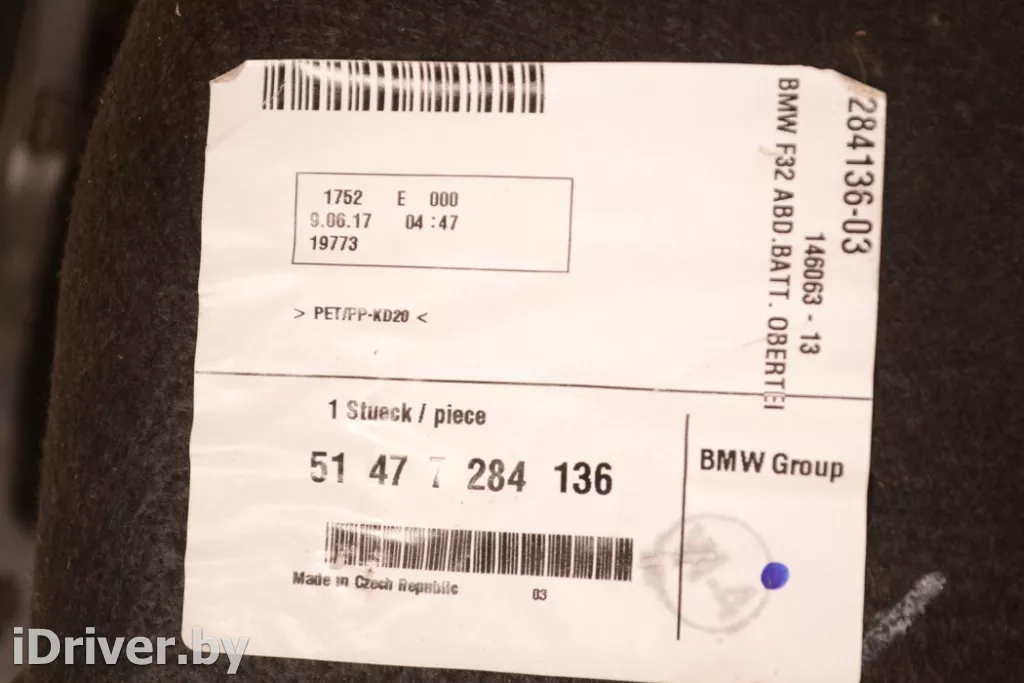 1752 E 000
9.06.17 04:47
19773
> PET/PP-KD20 <
284136-03
146063 - 13
BMW F32 ABD.BATT. OBERTEI
1 Stueck / piece
51 47 7 284 136
BMW Group
Made in Czech Republic
03
iDriver.by